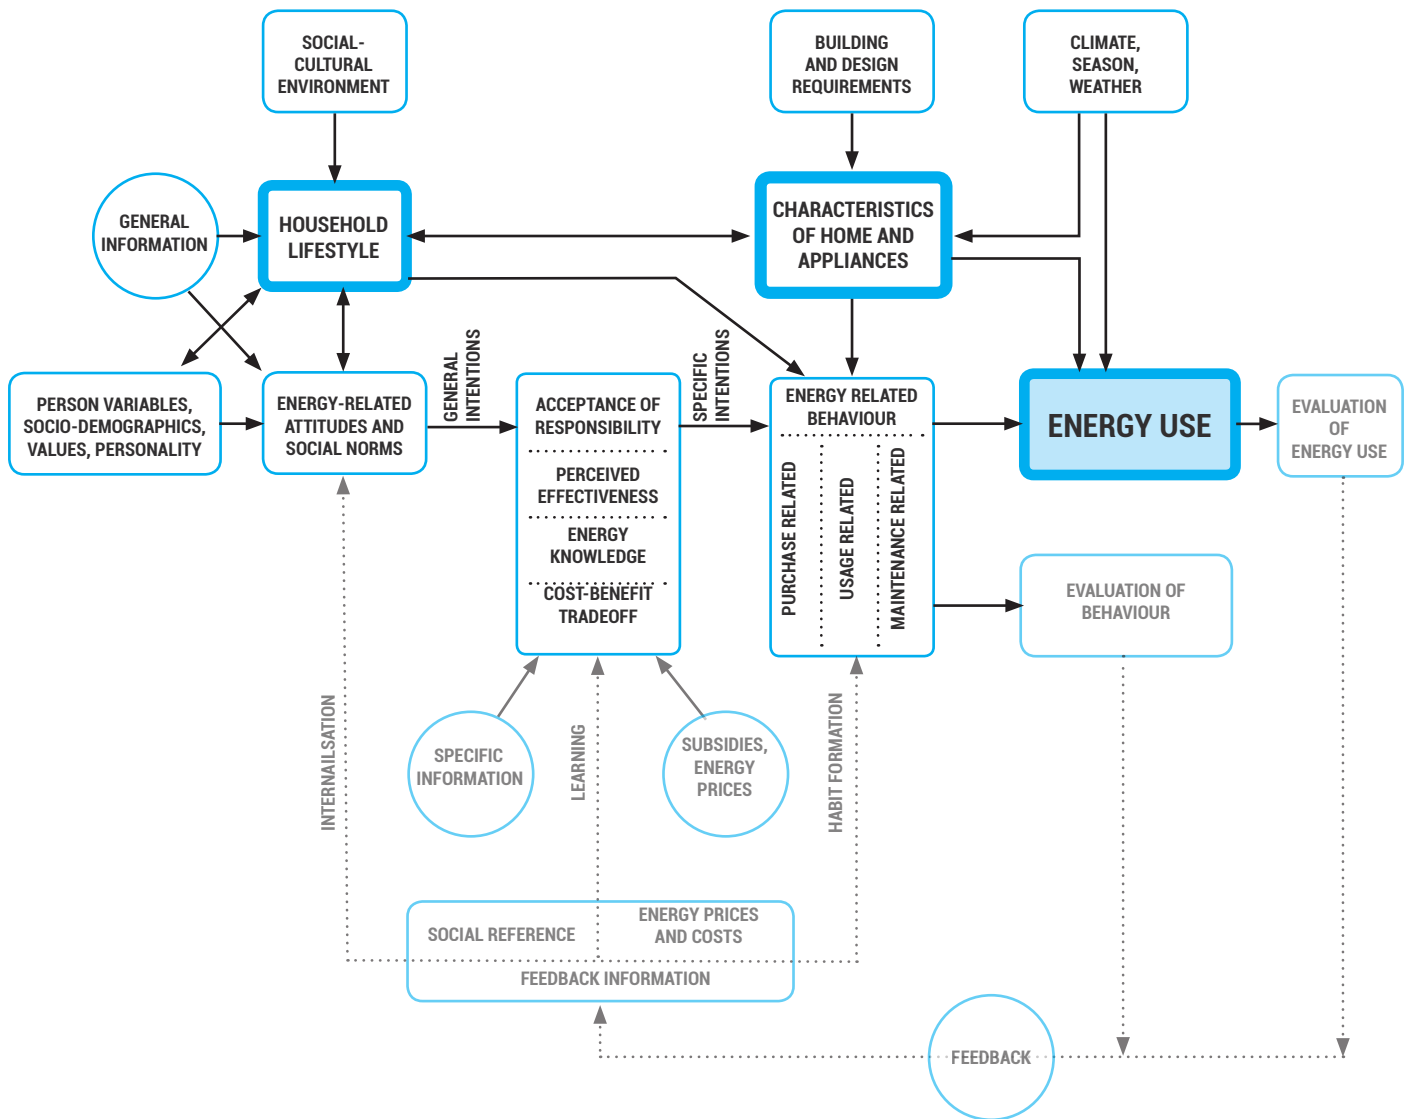 SOCIAL-
CULTURAL
ENVIRONMENT
BUILDING
AND DESIGN
REQUIREMENTS
CLIMATE,
SEASON,
WEATHER
GENERAL
INFORMATION
HOUSEHOLD
LIFESTYLE
CHARACTERISTICS
OF HOME AND
APPLIANCES
PERSON VARIABLES,
SOCIO-DEMOGRAPHICS,
VALUES, PERSONALITY
ENERGY-RELATED
ATTITUDES AND
SOCIAL NORMS
GENERAL
INTENTIONS
ACCEPTANCE OF
RESPONSIBILITY
PERCEIVED
EFFECTIVENESS
ENERGY
KNOWLEDGE
COST-BENEFIT
TRADEOFF
SPECIFIC
INTENTIONS
ENERGY RELATED
BEHAVIOUR
PURCHASE RELATED
USAGE RELATED
MAINTENANCE RELATED
ENERGY USE
EVALUATION
OF
ENERGY USE
EVALUATION OF
BEHAVIOUR
INTERNAILSATION
SPECIFIC
INFORMATION
LEARNING
SUBSIDIES,
ENERGY
PRICES
HABIT FORMATION
SOCIAL REFERENCE
ENERGY PRICES
AND COSTS
FEEDBACK INFORMATION
FEEDBACK